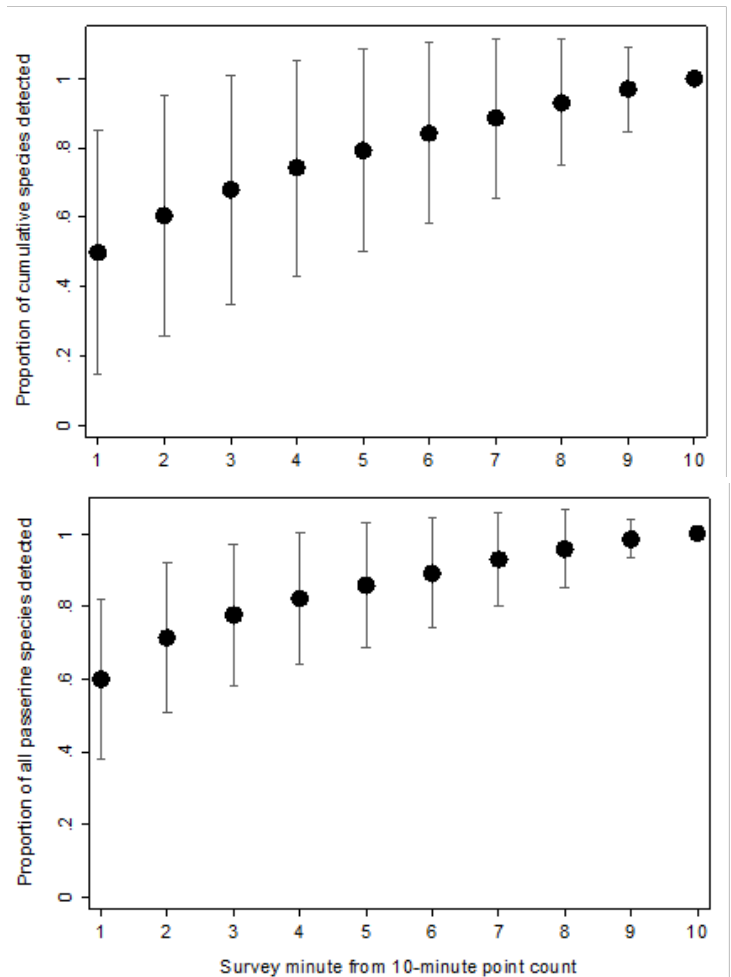 Proportion of cumulative species detected
1
.8
.6
.4
.2
0
1 2 3 4 5 6 7 8 9 10
Proportion of all passerine species detected
1
.8
.6
.4
.2
0
1 2 3 4 5 6 7 8 9 10
Survey minute from 10-minute point count